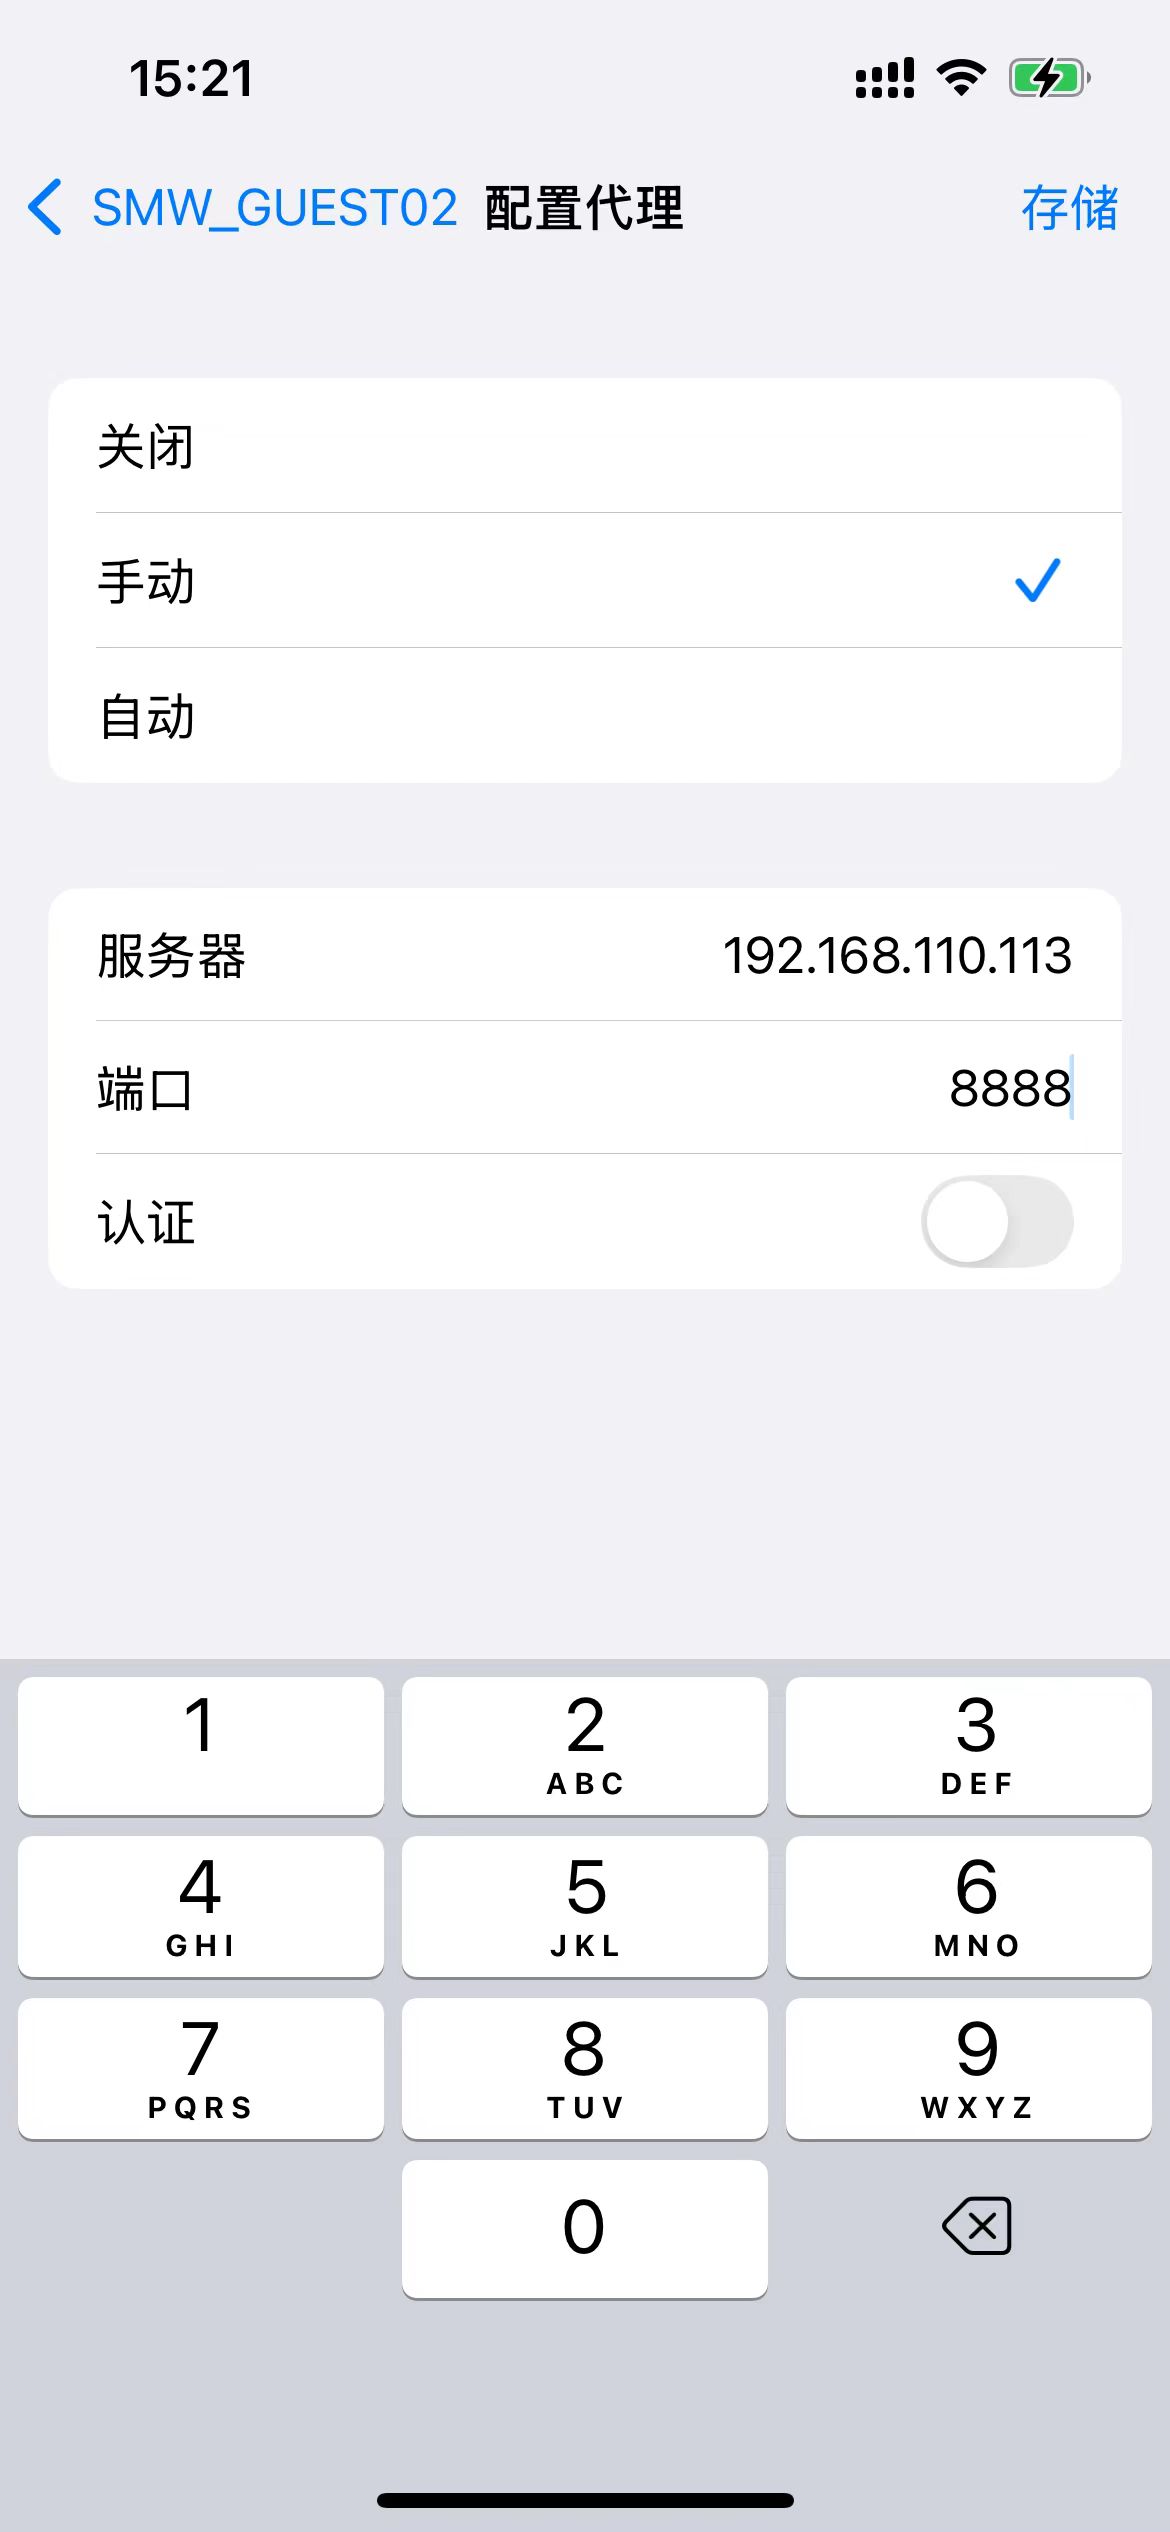 15:21
SMW_GUEST02 配置代理 存储
关闭
手动
自动
服务器 192.168.110.113
端口 8888
认证
1 2 3
ABC DEF
4 5 6
GHI JKL MNO
7 8 9
PQRS TUV WXYZ
0